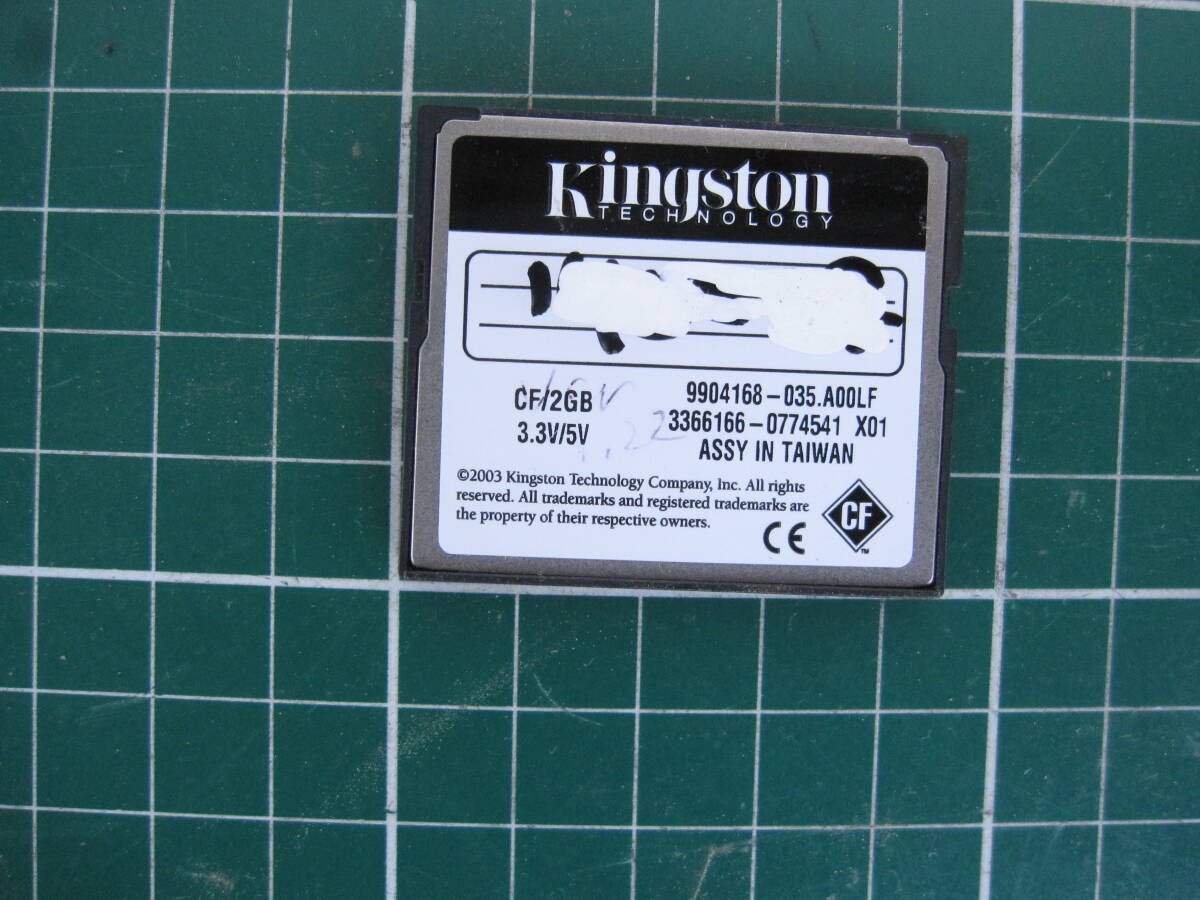 Kingston
TECHNOLOGY
CF/2GB
3.3V/5V
9904168-035.A00LF
3366166-0774541 X01
ASSY IN TAIWAN
©2003 Kingston Technology Company, Inc. All rights
reserved. All trademarks and registered trademarks are
the property of their respective owners.
CE
CF
TM